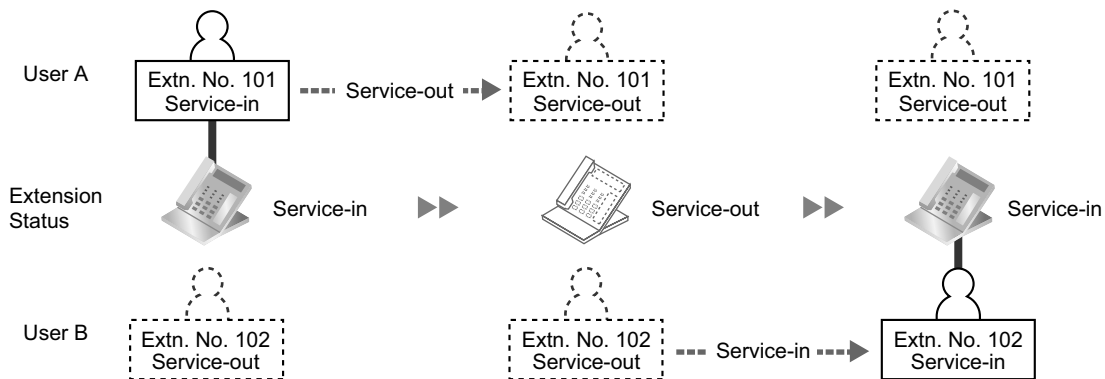 User A
Extn. No. 101
Service-in
Service-out
Extn. No. 101
Service-out
Extn. No. 101
Service-out
Extension
Status
Service-in
Service-out
Service-in
User B
Extn. No. 102
Service-out
Extn. No. 102
Service-out
Service-in
Extn. No. 102
Service-in